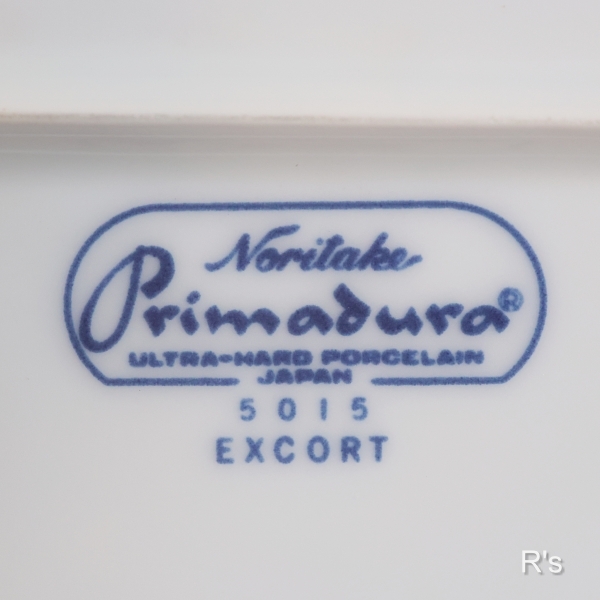 Noritake
Primadura®
ULTRA-HARD PORCELAIN
JAPAN
5015
EXCORT
R's